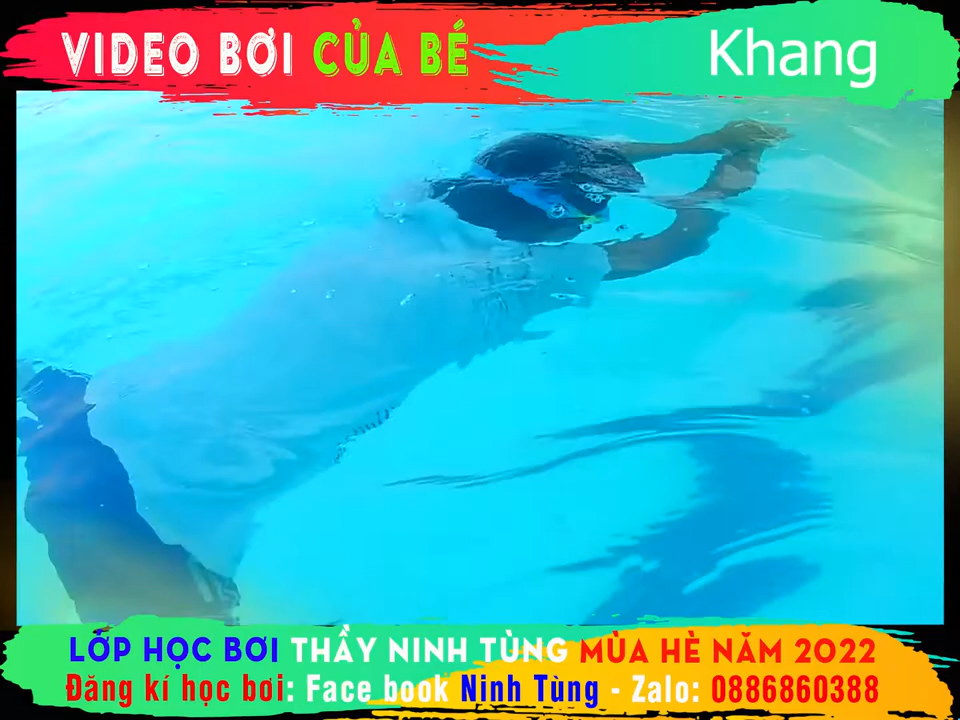 VIDEO BƠI CỦA BÉ
Khang
LỚP HỌC BƠI THẦY NINH TÙNG MÙA HÈ NĂM 2022
Đăng kí học bơi: Face book Ninh Tùng - Zalo: 0886860388